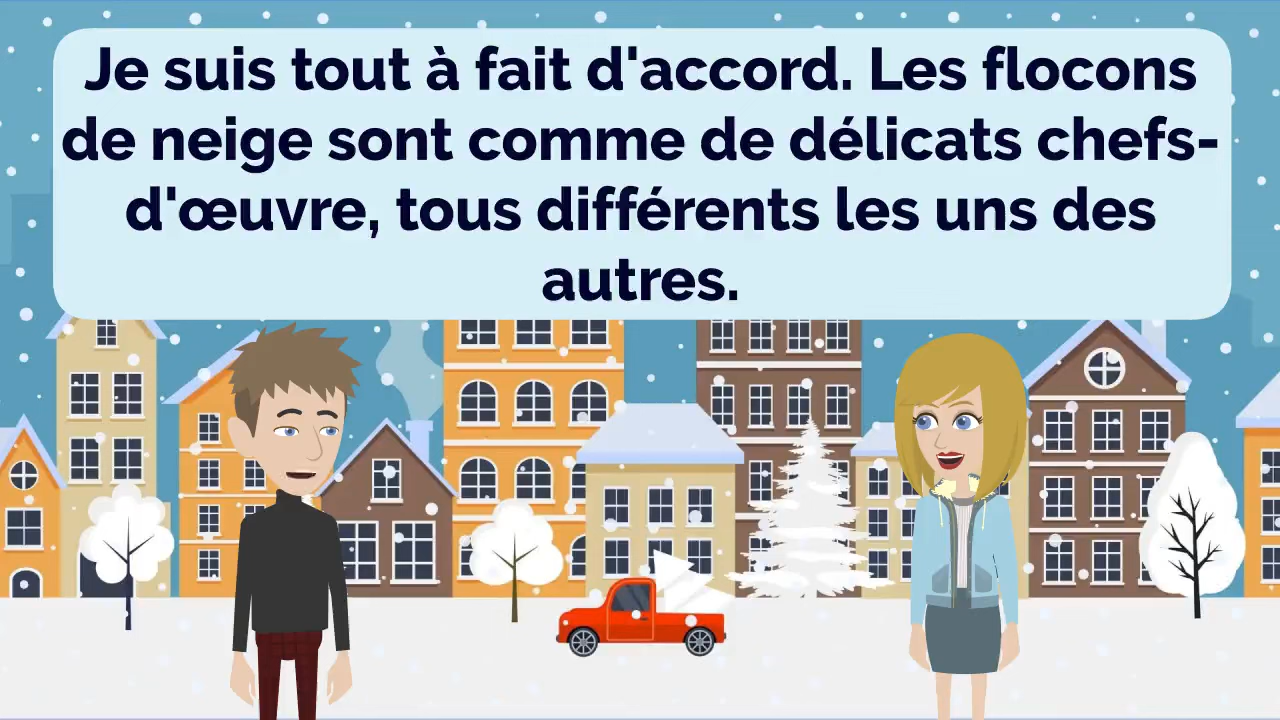 Je suis tout à fait d'accord. Les flocons
de neige sont comme de délicats chefs-
d'œuvre, tous différents les uns des
autres.